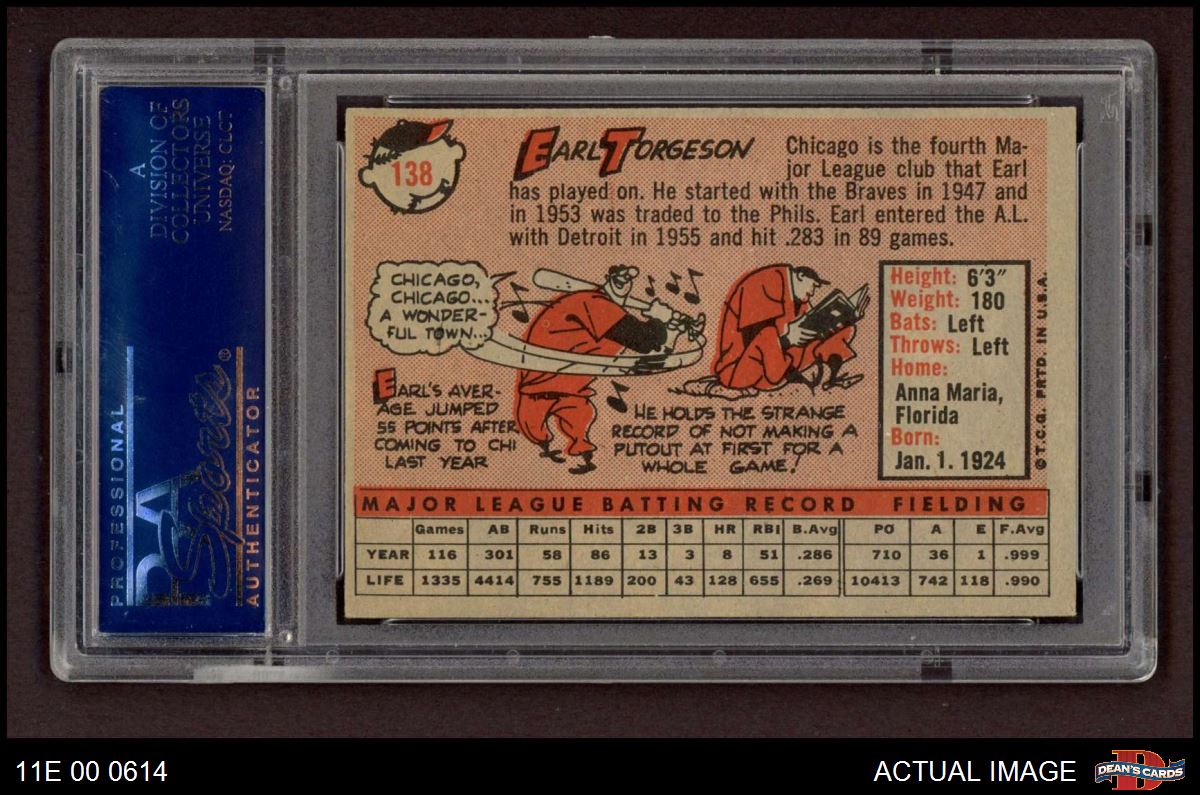 A
DIVISION OF
COLLECTORS
UNIVERSE
NASDAQ: CLCT
PROFESSIONAL
PSA
Sports ®
AUTHENTICATOR
138
EARL TORGESON
Chicago is the fourth Ma-
jor League club that Earl
has played on. He started with the Braves in 1947 and
in 1953 was traded to the Phils. Earl entered the A.L.
with Detroit in 1955 and hit .283 in 89 games.
CHICAGO,
CHICAGO...
A WONDER-
FUL TOWN...
EARL'S AVER-
AGE JUMPED
55 POINTS AFTER
COMING TO CHI
LAST YEAR
HE HOLDS THE STRANGE
RECORD OF NOT MAKING A
PUTOUT AT FIRST FOR A
WHOLE GAME!
Height: 6'3"
Weight: 180
Bats: Left
Throws: Left
Home:
Anna Maria,
Florida
Born:
Jan. 1. 1924
© T.C.G. PRTD. IN U.S.A.
MAJOR LEAGUE BATTING RECORD FIELDING
Games AB Runs Hits 2B 3B HR RBI B.Avg PO A E F.Avg
YEAR 116 301 58 86 13 3 8 51 .286 710 36 1 .999
LIFE 1335 4414 755 1189 200 43 128 655 .269 10413 742 118 .990
11E 00 0614
ACTUAL IMAGE
D
DEAN'S CARDS